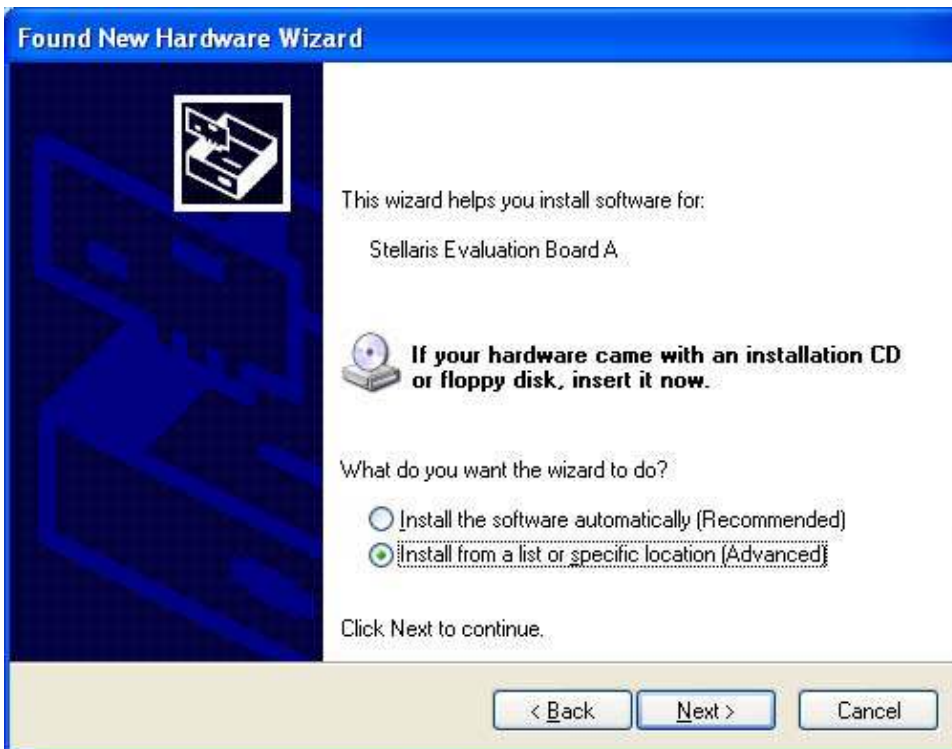 Found New Hardware Wizard
This wizard helps you install software for:
Stellaris Evaluation Board A
If your hardware came with an installation CD
or floppy disk, insert it now.
What do you want the wizard to do?
Install the software automatically (Recommended)
Install from a list or specific location (Advanced)
Click Next to continue.
< Back Next > Cancel